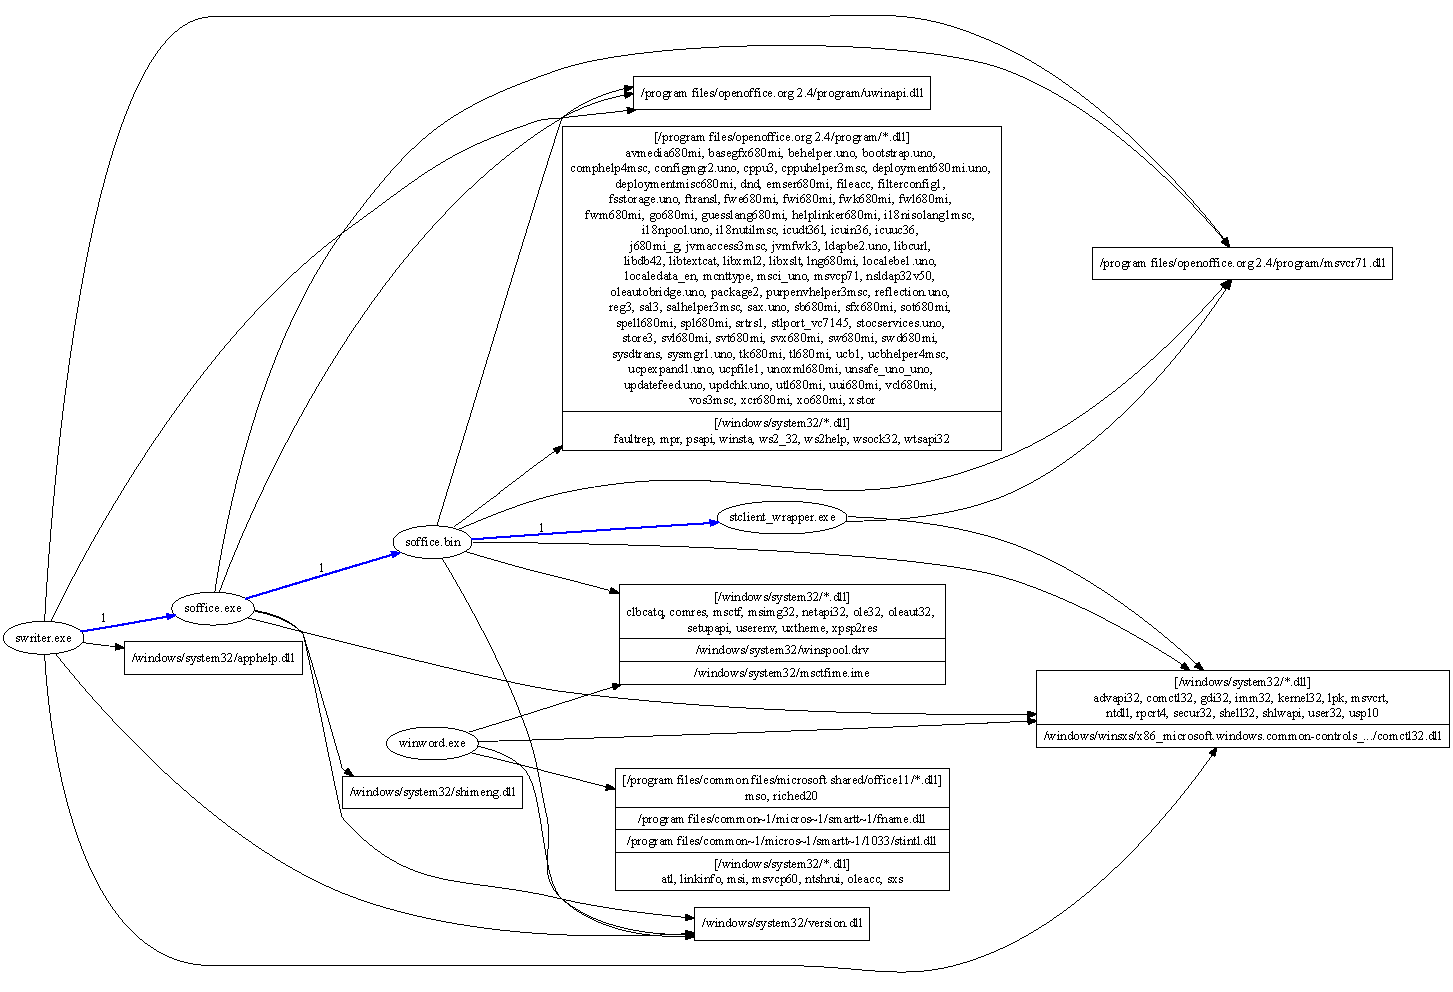 /program files/openoffice.org 2.4/program/uwinapi.dll
[/program files/openoffice.org 2.4/program/*.dll]
avmedia680mi, basegfx680mi, behelper.uno, bootstrap.uno,
comphelp4msc, configmgr2.uno, cppu3, cppuhelper3msc, deployment680mi.uno,
deploymentmisc680mi, dnd, emser680mi, fileacc, filterconfig1,
fsstorage.uno, ftransl, fwe680mi, fwi680mi, fwk680mi, fwl680mi,
fwm680mi, go680mi, guesslang680mi, helplinker680mi, i18nisolang1msc,
i18npool.uno, i18nutilmsc, icudt36l, icuin36, icuuc36,
j680mi_g, jvmaccess3msc, jvmfwk3, ldapbe2.uno, libcurl,
libdb42, libtextcat, libxml2, libxslt, lng680mi, localebe1.uno,
localedata_en, mcnttype, msci_uno, msvcp71, nsldap32v50,
oleautobridge.uno, package2, purpenvhelper3msc, reflection.uno,
reg3, sal3, salhelper3msc, sax.uno, sb680mi, sfx680mi, sot680mi,
spell680mi, spl680mi, srtrs1, stlport_vc7145, stocservices.uno,
store3, svl680mi, svt680mi, svx680mi, sw680mi, swd680mi,
sysdtrans, sysmgr1.uno, tk680mi, tl680mi, ucb1, ucbhelper4msc,
ucpexpand1.uno, ucpfile1, unoxml680mi, unsafe_uno_uno,
updatefeed.uno, updchk.uno, utl680mi, uui680mi, vcl680mi,
vos3msc, xcr680mi, xo680mi, xstor
[/windows/system32/*.dll]
faultrep, mpr, psapi, winsta, ws2_32, ws2help, wsock32, wtsapi32
/program files/openoffice.org 2.4/program/msvcr71.dll
stclient_wrapper.exe
1
soffice.bin
1
soffice.exe
1
swriter.exe
/windows/system32/apphelp.dll
[/windows/system32/*.dll]
clbcatq, comres, msctf, msimg32, netapi32, ole32, oleaut32,
setupapi, userenv, uxtheme, xpsp2res
/windows/system32/winspool.drv
/windows/system32/msctfime.ime
[/windows/system32/*.dll]
advapi32, comctl32, gdi32, imm32, kernel32, lpk, msvcrt,
ntdll, rpcrt4, secur32, shell32, shlwapi, user32, usp10
/windows/winsxs/x86_microsoft.windows.common-controls_.../comctl32.dll
winword.exe
/windows/system32/shimeng.dll
[/program files/common files/microsoft shared/office11/*.dll]
mso, riched20
/program files/common~1/micros~1/smartt~1/fname.dll
/program files/common~1/micros~1/smartt~1/1033/stintl.dll
[/windows/system32/*.dll]
atl, linkinfo, msi, msvcp60, ntshrui, oleacc, sxs
/windows/system32/version.dll